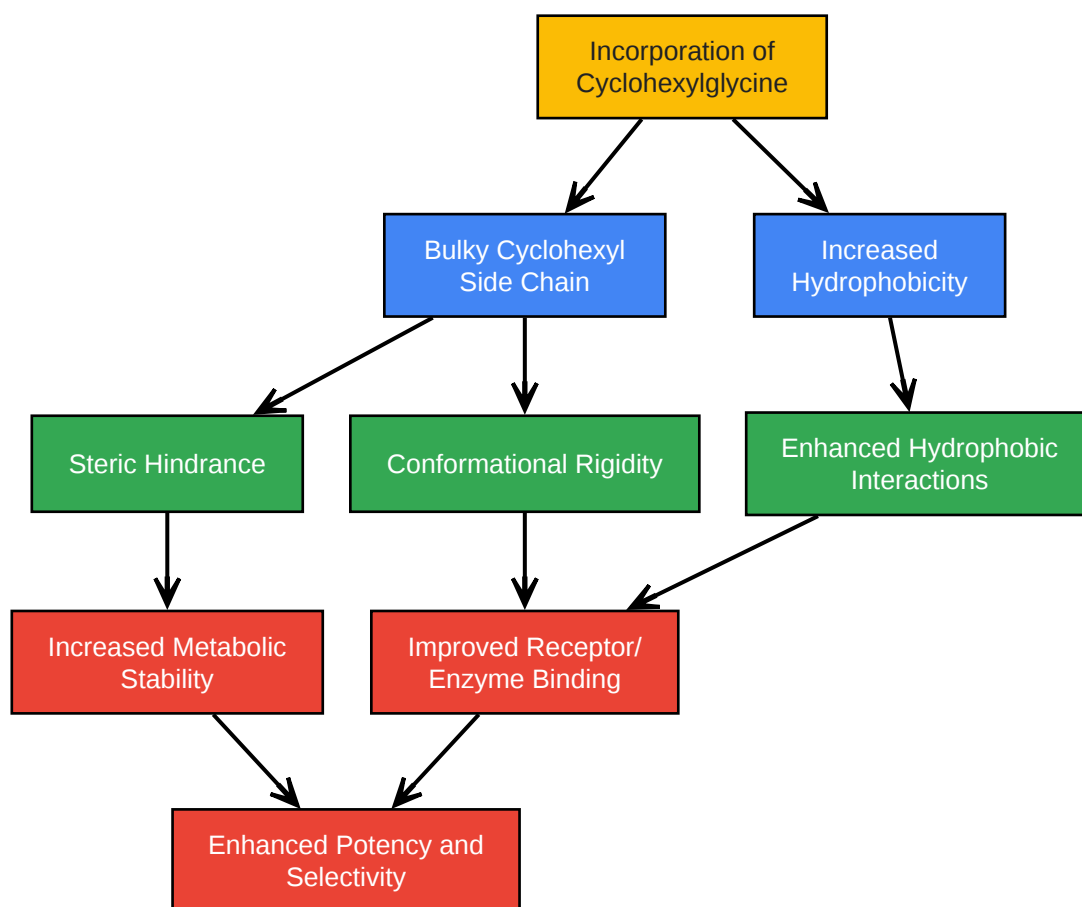 Incorporation of
Cyclohexylglycine
Bulky Cyclohexyl
Side Chain
Increased
Hydrophobicity
Steric Hindrance
Conformational Rigidity
Enhanced Hydrophobic
Interactions
Increased Metabolic
Stability
Improved Receptor/
Enzyme Binding
Enhanced Potency and
Selectivity